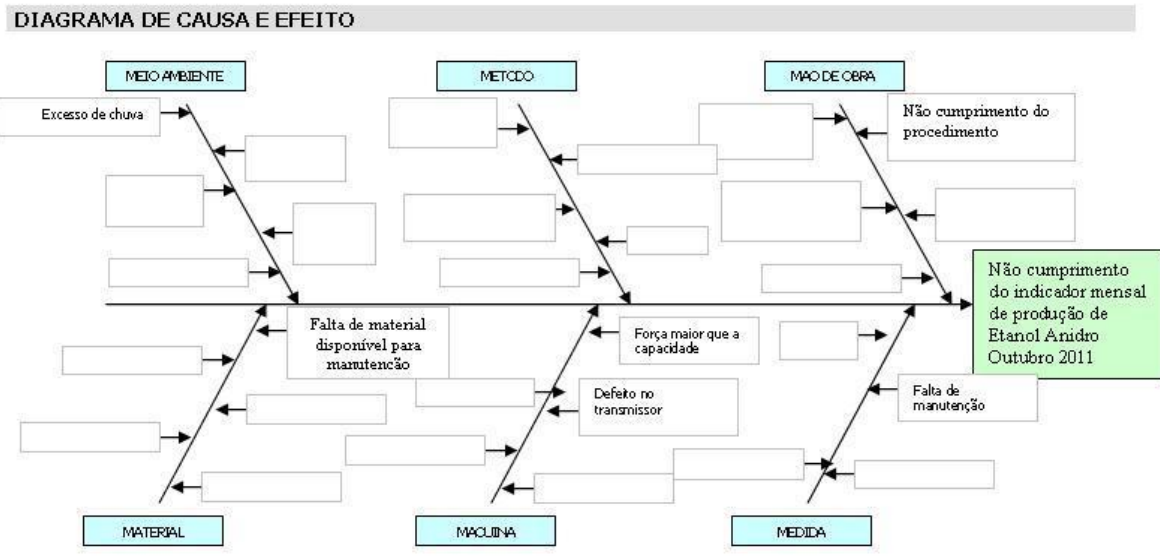 DIAGRAMA DE CAUSA E EFEITO
MEIO AMBIENTE
METODO
MAO DE OBRA
Excesso de chuva
Não cumprimento do
procedimento
Não cumprimento
do indicador mensal
de produção de
Etanol Anidro
Outubro 2011
Falta de material
disponível para
manutencão
Força maior que a
capacidade
Defeito no
transmissor
Falta de
manutenção
MATERIAL
MAQUINA
MEDIDA